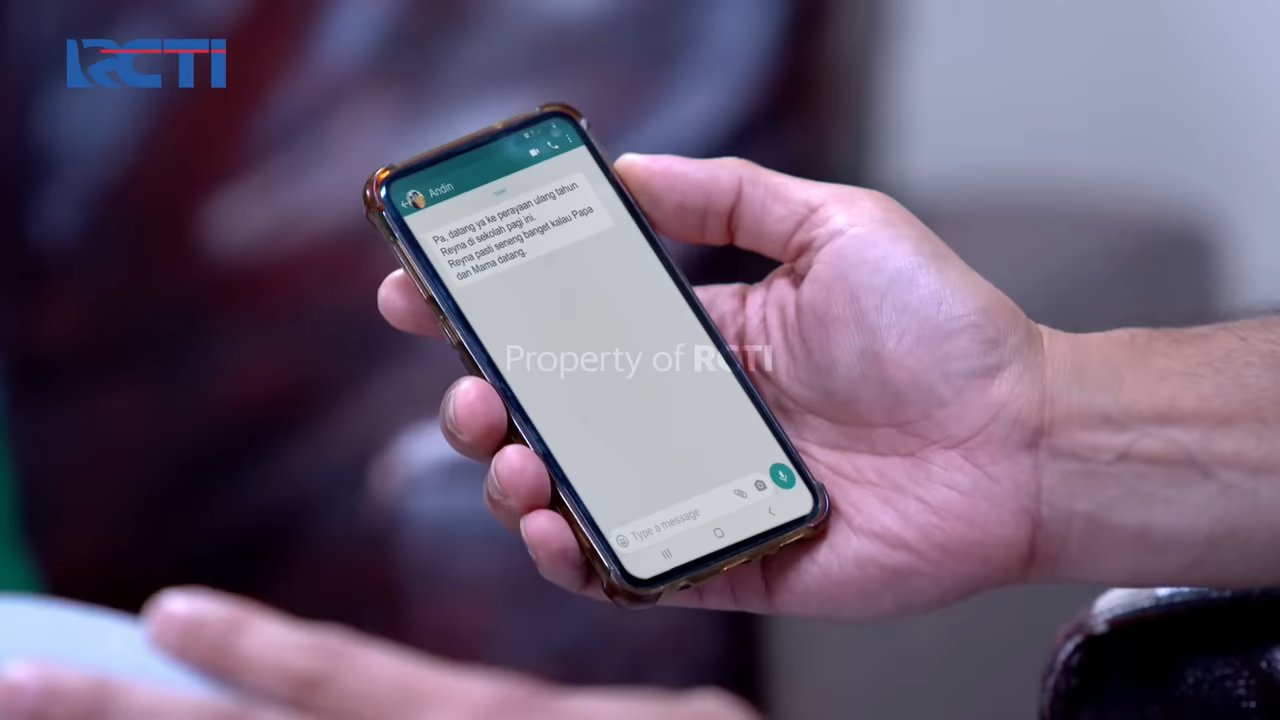 RCTI
Andin
Pa, datang ya ke perayaan ulang tahun
Reyna di sekolah pagi ini.
Reyna pasti seneng banget kalau Papa
dan Mama datang.
Property of RCTI
Type a message